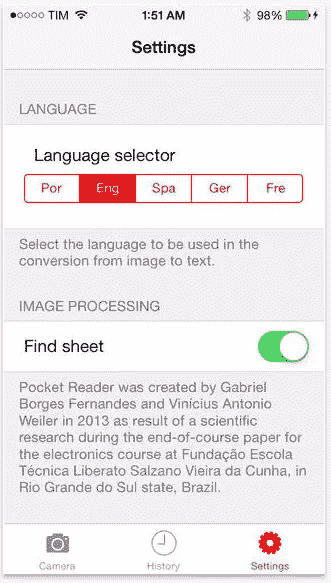 TIM 1:51 AM 98%
Settings
LANGUAGE
Language selector
Por Eng Spa Ger Fre
Select the language to be used in the
conversion from image to text.
IMAGE PROCESSING
Find sheet
Pocket Reader was created by Gabriel
Borges Fernandes and Vinícius Antonio
Weiler in 2013 as result of a scientific
research during the end-of-course paper for
the electronics course at Fundação Escola
Técnica Liberato Salzano Vieira da Cunha, in
Rio Grande do Sul state, Brazil.
Camera History Settings